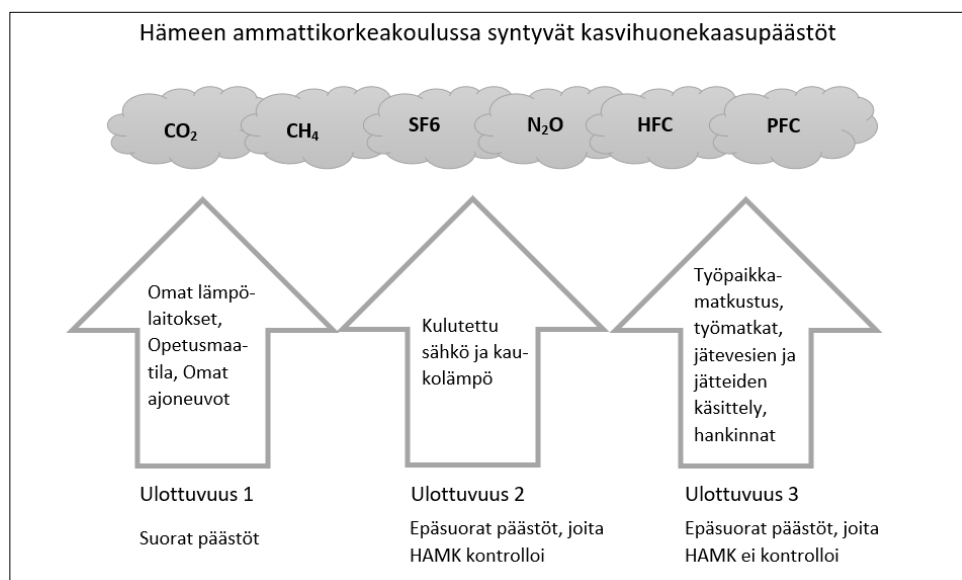 Hämeen ammattikorkeakoulussa syntyvät kasvihuonekaasupäästöt
CO₂ CH₄ SF6 N₂O HFC PFC
Omat lämpö-
laitokset,
Opetusmaa-
tila, Omat
ajoneuvot
Kulutettu
sähkö ja kau-
kolämpö
Työpaikka-
matkustus,
työmatkat,
jätevesien ja
jätteiden
käsittely,
hankinnat
Ulottuvuus 1
Suorat päästöt
Ulottuvuus 2
Epäsuorat päästöt, joita
HAMK kontrolloi
Ulottuvuus 3
Epäsuorat päästöt, joita
HAMK ei kontrolloi